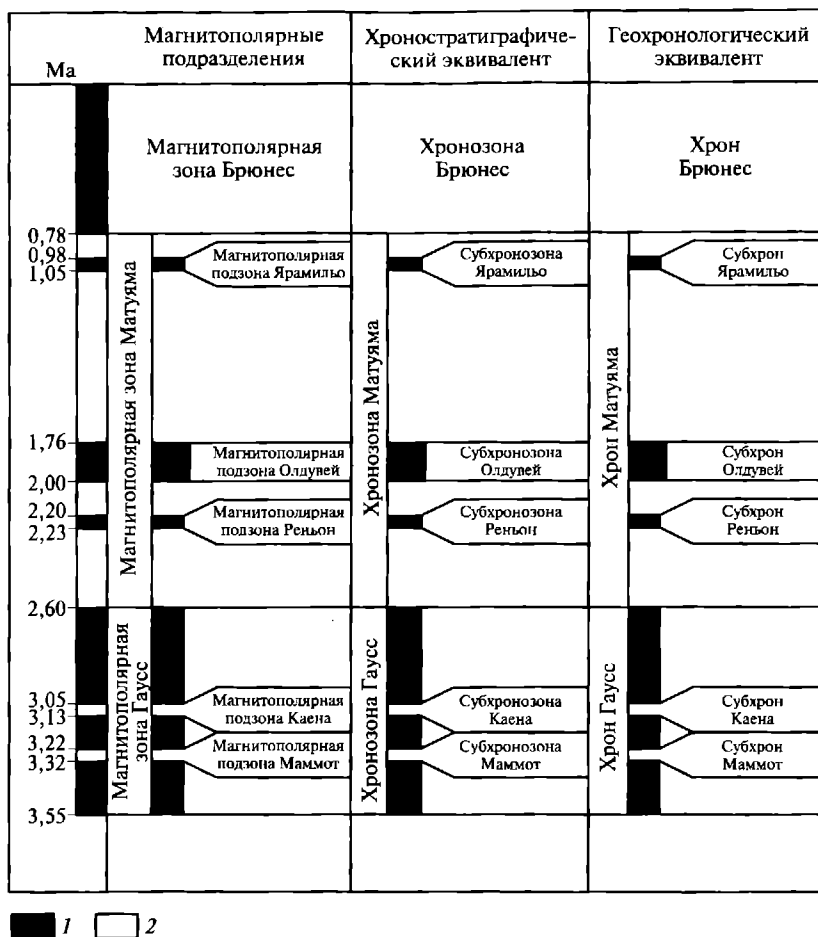 Ma
Магнитополярные
подразделения
Хроностратиграфиче-
ский эквивалент
Геохронологический
эквивалент
Магнитополярная
зона Брюнес
Хронозона
Брюнес
Хрон
Брюнес
0,78
0,98
1,05
1,76
2,00
2,20
2,23
2,60
3,05
3,13
3,22
3,32
3,55
Магнитополярная зона Матуяма
Магнитополярная
подзона Ярамильо
Магнитополярная
подзона Олдувей
Магнитополярная
подзона Реньон
Хронозона Матуяма
Субхронозона
Ярамильо
Субхронозона
Олдувей
Субхронозона
Реньон
Хрон Матуяма
Субхрон
Ярамильо
Субхрон
Олдувей
Субхрон
Реньон
Магнитополярная
зона Гаусс
Магнитополярная
подзона Каена
Магнитополярная
подзона Маммот
Хронозона Гаусс
Субхронозона
Каена
Субхронозона
Маммот
Хрон Гаусс
Субхрон
Каена
Субхрон
Маммот
1 2